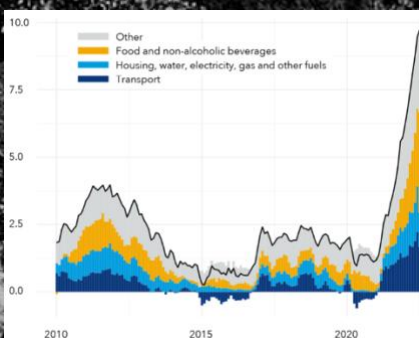 10.0
Other
Food and non-alcoholic beverages
Housing, water, electricity, gas and other fuels
Transport
7.5
5.0
2.5
0.0
2010 2015 2020